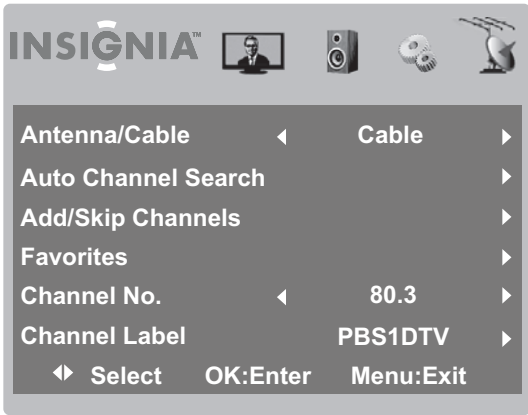 INSIGNIA™
Antenna/Cable Cable
Auto Channel Search
Add/Skip Channels
Favorites
Channel No. 80.3
Channel Label PBS1DTV
Select OK:Enter Menu:Exit